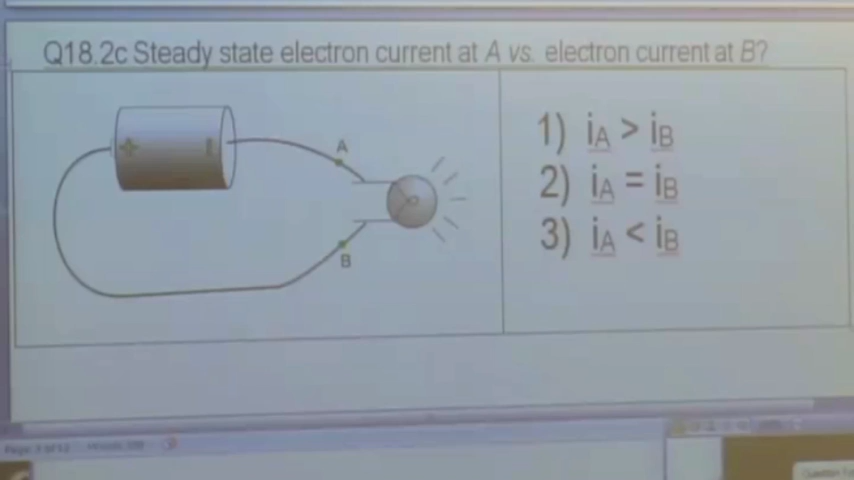 Q18.2c Steady state electron current at A vs. electron current at B?
+
A
B
1) iA > iB
2) iA = iB
3) iA < iB